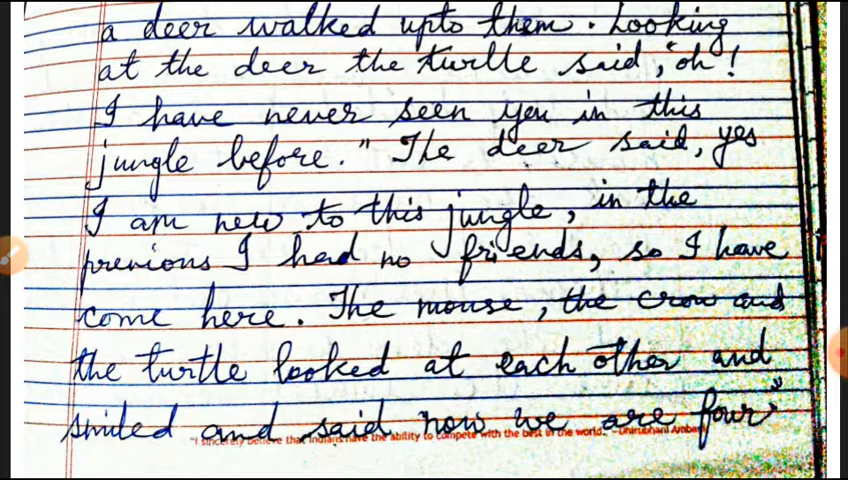 a deer walked upto them. Looking
at the deer the turtle said, "oh!
I have never seen you in this
jungle before." The deer said, yes
I am new to this jungle, in the
previous I had no friends, so I have
come here. The mouse, the crow and
the turtle looked at each other and
smiled and said "now we are four"
"I sincerely believe that Indians have the ability to compete with the best in the world." - Dhirubhai Ambani